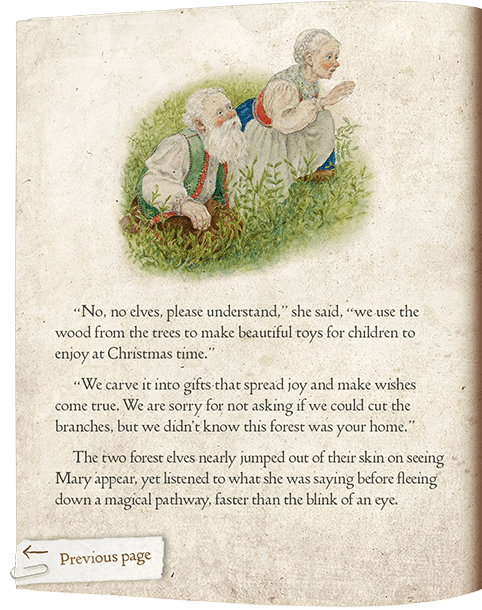 “No, no elves, please understand,” she said, “we use the
wood from the trees to make beautiful toys for children to
enjoy at Christmas time.”
“We carve it into gifts that spread joy and make wishes
come true. We are sorry for not asking if we could cut the
branches, but we didn’t know this forest was your home.”
The two forest elves nearly jumped out of their skin on seeing
Mary appear, yet listened to what she was saying before fleeing
down a magical pathway, faster than the blink of an eye.
← Previous page